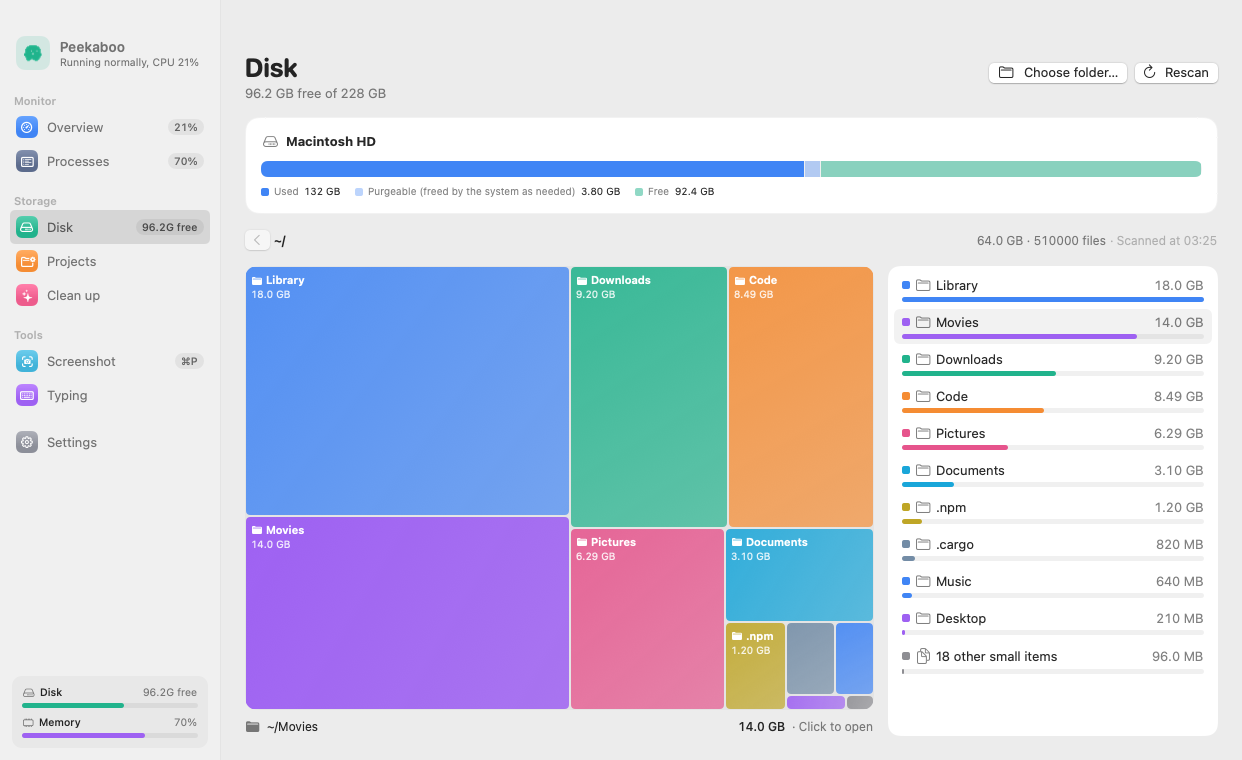 Peekaboo
Running normally, CPU 21%
Monitor
Overview 21%
Processes 70%
Storage
Disk 96.2G free
Projects
Clean up
Tools
Screenshot ⌘P
Typing
Settings
Disk 96.2G free
Memory 70%
Disk
96.2 GB free of 228 GB
Choose folder... Rescan
Macintosh HD
Used 132 GB Purgeable (freed by the system as needed) 3.80 GB Free 92.4 GB
~/
64.0 GB · 510000 files · Scanned at 03:25
Library
18.0 GB
Downloads
9.20 GB
Code
8.49 GB
Movies
14.0 GB
Pictures
6.29 GB
Documents
3.10 GB
.npm
1.20 GB
~/Movies 14.0 GB · Click to open
Library 18.0 GB
Movies 14.0 GB
Downloads 9.20 GB
Code 8.49 GB
Pictures 6.29 GB
Documents 3.10 GB
.npm 1.20 GB
.cargo 820 MB
Music 640 MB
Desktop 210 MB
18 other small items 96.0 MB